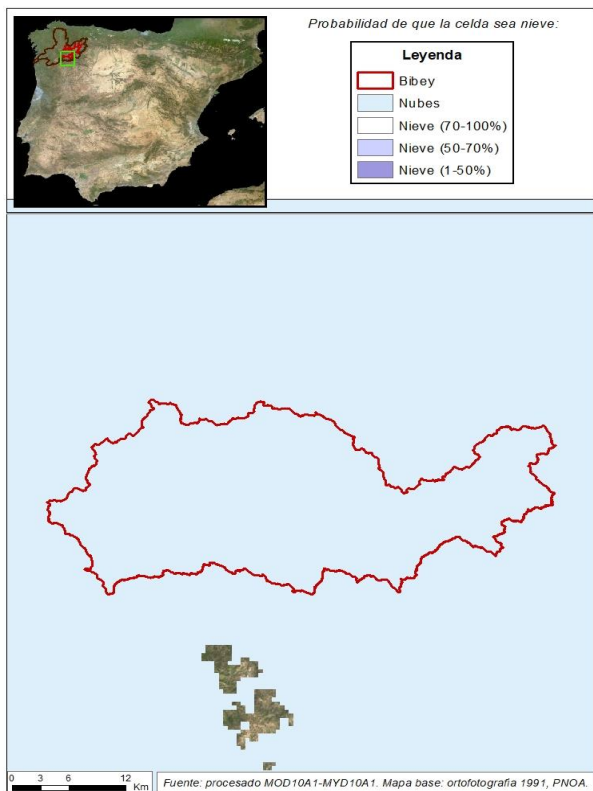 Probabilidad de que la celda sea nieve:
Leyenda
Bibey
Nubes
Nieve (70-100%)
Nieve (50-70%)
Nieve (1-50%)
0 3 6 12
Km
Fuente: procesado MOD10A1-MYD10A1. Mapa base: ortofotografia 1991, PNOA.